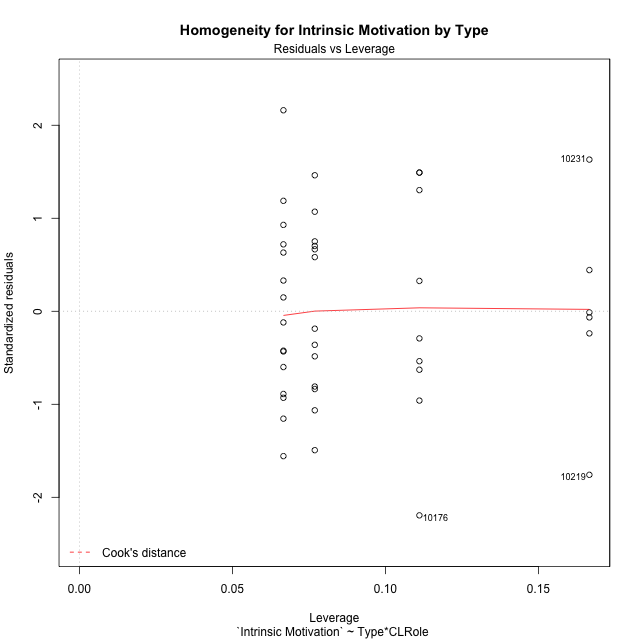 Homogeneity for Intrinsic Motivation by Type
Residuals vs Leverage
2
1
0
-1
-2
Standardized residuals
10231
10219
10176
Cook's distance
0.00 0.05 0.10 0.15
Leverage
`Intrinsic Motivation` ~ Type*CLRole